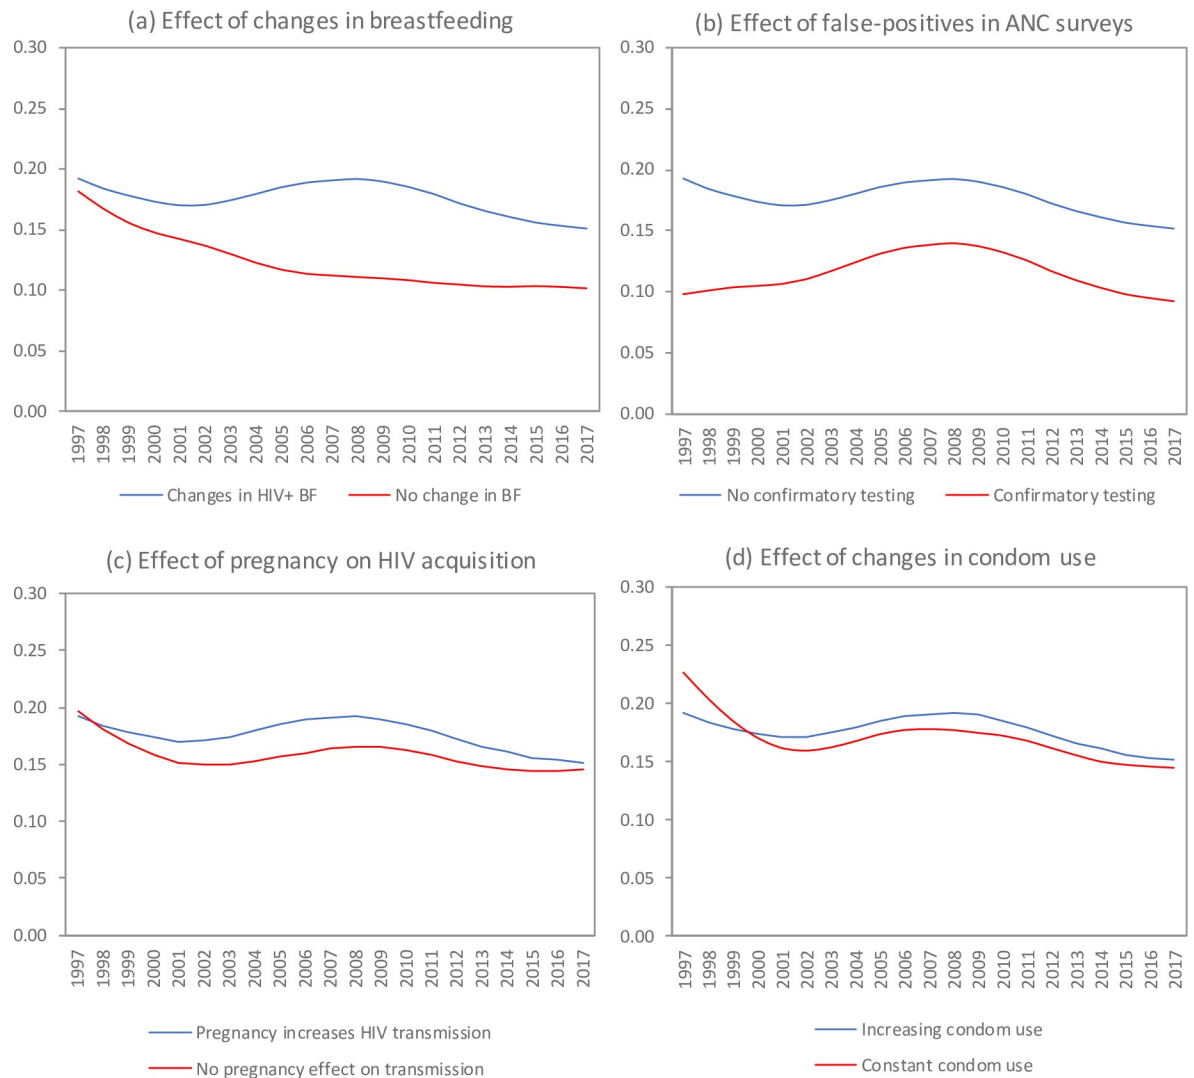 (a) Effect of changes in breastfeeding
0.30
0.25
0.20
0.15
0.10
0.05
0.00
1997 1998 1999 2000 2001 2002 2003 2004 2005 2006 2007 2008 2009 2010 2011 2012 2013 2014 2015 2016 2017
Changes in HIV+ BF No change in BF
(b) Effect of false-positives in ANC surveys
0.30
0.25
0.20
0.15
0.10
0.05
0.00
1997 1998 1999 2000 2001 2002 2003 2004 2005 2006 2007 2008 2009 2010 2011 2012 2013 2014 2015 2016 2017
No confirmatory testing Confirmatory testing
(c) Effect of pregnancy on HIV acquisition
0.30
0.25
0.20
0.15
0.10
0.05
0.00
1997 1998 1999 2000 2001 2002 2003 2004 2005 2006 2007 2008 2009 2010 2011 2012 2013 2014 2015 2016 2017
Pregnancy increases HIV transmission
No pregnancy effect on transmission
(d) Effect of changes in condom use
0.30
0.25
0.20
0.15
0.10
0.05
0.00
1997 1998 1999 2000 2001 2002 2003 2004 2005 2006 2007 2008 2009 2010 2011 2012 2013 2014 2015 2016 2017
Increasing condom use
Constant condom use